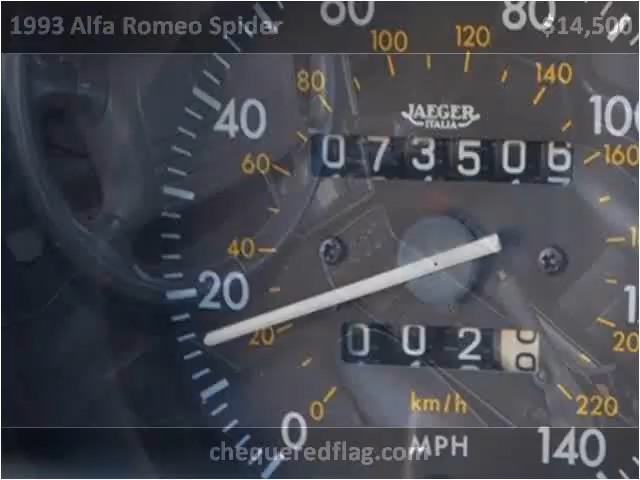 1993 Alfa Romeo Spider $14,500
60 80
100 120
80 140
JAEGER
ITALIA
40 100
073506
60 160
40
20
20
002
0 km/h 220
0 MPH 140
chequeredflag.com